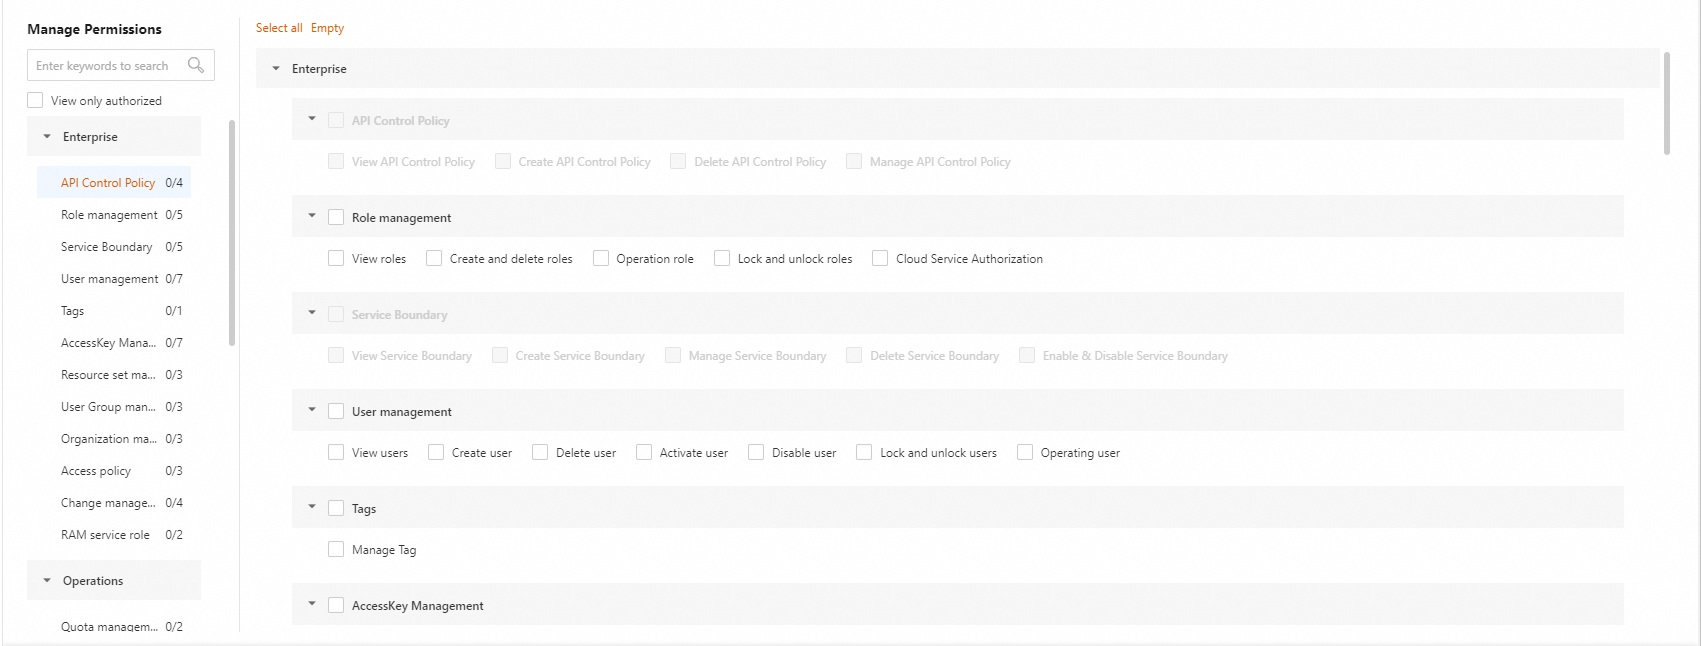 Manage Permissions
Enter keywords to search
View only authorized
Enterprise
API Control Policy 0/4
Role management 0/5
Service Boundary 0/5
User management 0/7
Tags 0/1
AccessKey Mana... 0/7
Resource set ma... 0/3
User Group man... 0/3
Organization ma... 0/3
Access policy 0/3
Change manage... 0/4
RAM service role 0/2
Operations
Quota managem... 0/2
Select all Empty
Enterprise
API Control Policy
View API Control Policy Create API Control Policy Delete API Control Policy Manage API Control Policy
Role management
View roles Create and delete roles Operation role Lock and unlock roles Cloud Service Authorization
Service Boundary
View Service Boundary Create Service Boundary Manage Service Boundary Delete Service Boundary Enable & Disable Service Boundary
User management
View users Create user Delete user Activate user Disable user Lock and unlock users Operating user
Tags
Manage Tag
AccessKey Management